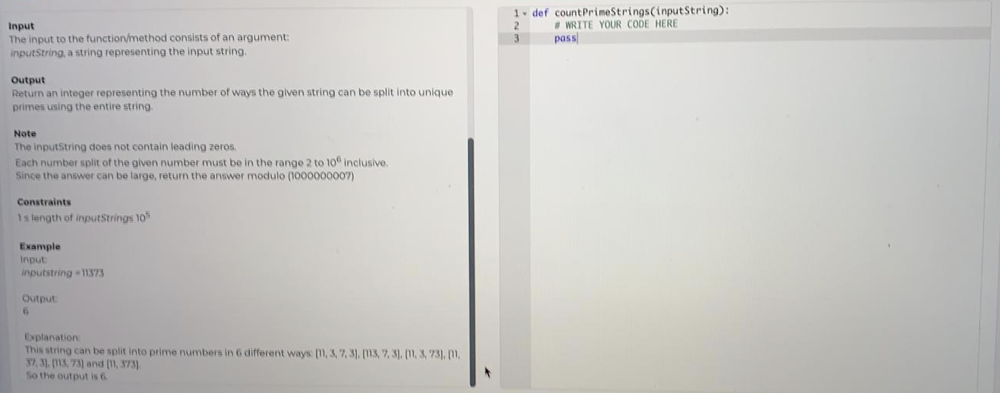 Input
The input to the function/method consists of an argument:
inputString, a string representing the input string.
Output
Return an integer representing the number of ways the given string can be split into unique
primes using the entire string.
Note
The inputString does not contain leading zeros.
Each number split of the given number must be in the range 2 to 10⁶ inclusive.
Since the answer can be large, return the answer modulo (1000000007)
Constraints
1 ≤ length of inputString≤ 10⁵
Example
Input:
inputstring = 11373
Output:
6
Explanation:
This string can be split into prime numbers in 6 different ways: [11, 3, 7, 3], [113, 7, 3], [11, 3, 73], [11,
37, 3], [113, 73] and [11, 373].
So the output is 6.
1 def countPrimeStrings(inputString):
2 # WRITE YOUR CODE HERE
3 pass